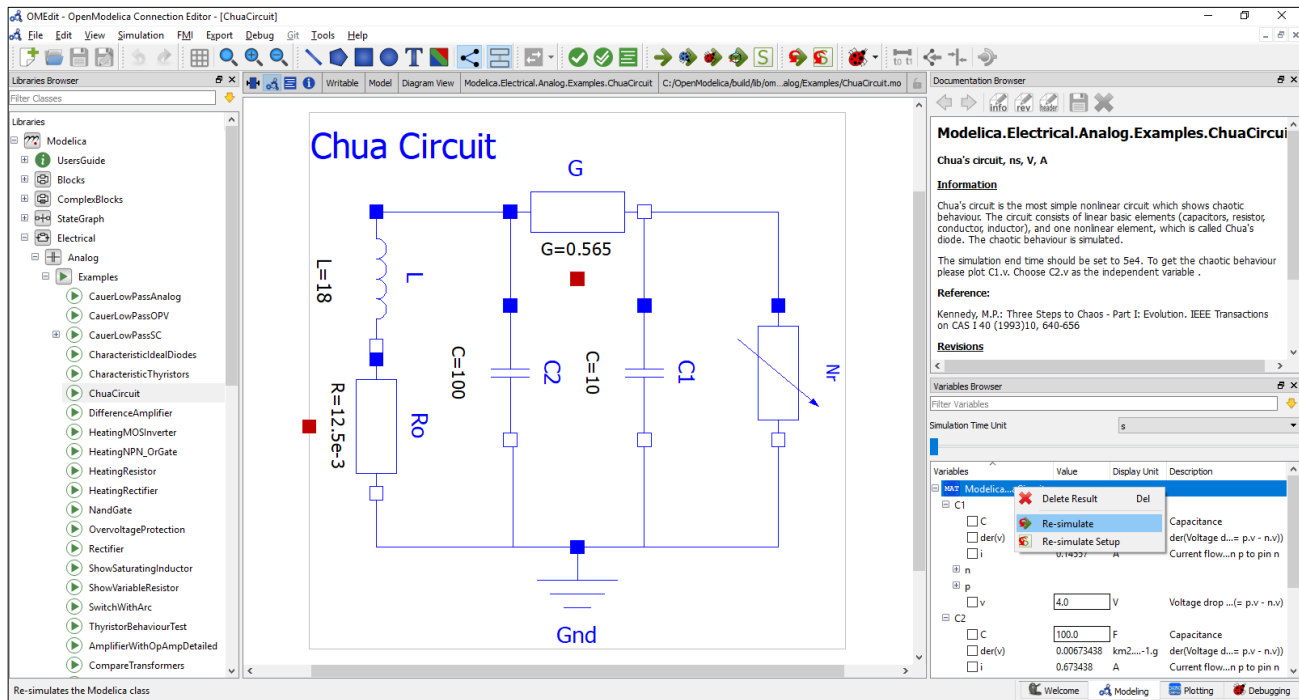 OMEdit - OpenModelica Connection Editor - [ChuaCircuit]
File Edit View Simulation FMI Export Debug Git Tools Help
T S S to ti
Libraries Browser
Filter Classes
Libraries
Modelica
UsersGuide
Blocks
ComplexBlocks
StateGraph
Electrical
Analog
Examples
CauerLowPassAnalog
CauerLowPassOPV
CauerLowPassSC
CharacteristicIdealDiodes
CharacteristicThyristors
ChuaCircuit
DifferenceAmplifier
HeatingMOSInverter
HeatingNPN_OrGate
HeatingResistor
HeatingRectifier
NandGate
OvervoltageProtection
Rectifier
ShowSaturatingInductor
ShowVariableResistor
SwitchWithArc
ThyristorBehaviourTest
AmplifierWithOpAmpDetailed
CompareTransformers
Writable Model Diagram View Modelica.Electrical.Analog.Examples.ChuaCircuit C:/OpenModelica/build/lib/om...alog/Examples/ChuaCircuit.mo
Chua Circuit
G
G=0.565
L=18
L
C=100
C2
C=10
C1
Nr
R=12.5e-3
Ro
Gnd
Documentation Browser
info rev header
Modelica.Electrical.Analog.Examples.ChuaCircui
Chua's circuit, ns, V, A
Information
Chua's circuit is the most simple nonlinear circuit which shows chaotic
behaviour. The circuit consists of linear basic elements (capacitors, resistor,
conductor, inductor), and one nonlinear element, which is called Chua's
diode. The chaotic behaviour is simulated.
The simulation end time should be set to 5e4. To get the chaotic behaviour
please plot C1.v. Choose C2.v as the independent variable .
Reference:
Kennedy, M.P.: Three Steps to Chaos - Part I: Evolution. IEEE Transactions
on CAS I 40 (1993)10, 640-656
Revisions
Variables Browser
Filter Variables
Simulation Time Unit s
Variables Value Display Unit Description
MAT Modelica...
Delete Result Del
Re-simulate
Re-simulate Setup
C1
C Capacitance
der(v) der(Voltage d...= p.v - n.v))
i 0.14557 A Current flow...n p to pin n
n
p
v 4.0 V Voltage drop ...(= p.v - n.v)
C2
C 100.0 F Capacitance
der(v) 0.00673438 km2....-1.g der(Voltage d...= p.v - n.v))
i 0.673438 A Current flow...n p to pin n
Re-simulates the Modelica class
Welcome Modeling Plotting Debugging